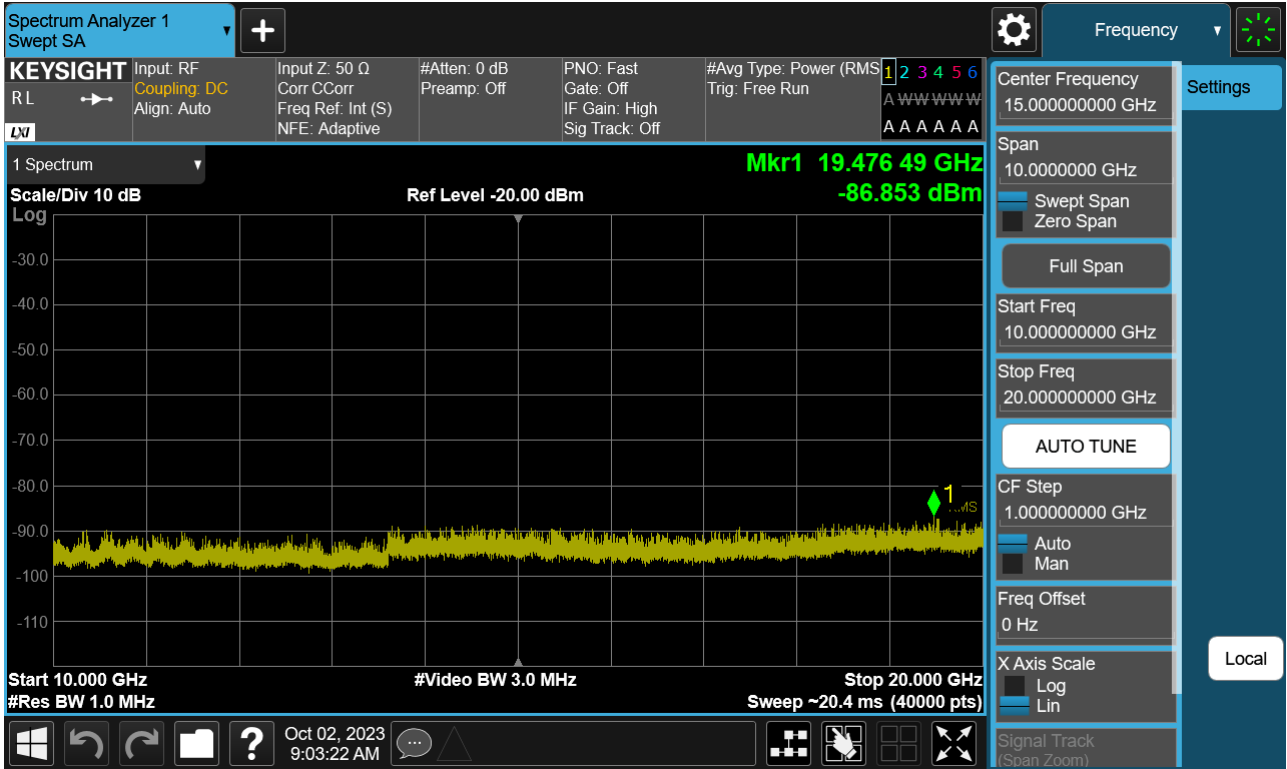 Spectrum Analyzer 1
Swept SA
Frequency
KEYSIGHT
R L
LXI
Input: RF
Coupling: DC
Align: Auto
Input Z: 50 Ω
Corr CCorr
Freq Ref: Int (S)
NFE: Adaptive
#Atten: 0 dB
Preamp: Off
PNO: Fast
Gate: Off
IF Gain: High
Sig Track: Off
#Avg Type: Power (RMS
Trig: Free Run
1 2 3 4 5 6
A W W W W W
A A A A A A
1 Spectrum
Scale/Div 10 dB
Log
Ref Level -20.00 dBm
Mkr1 19.476 49 GHz
-86.853 dBm
-30.0
-40.0
-50.0
-60.0
-70.0
-80.0
-90.0
-100
-110
1
RMS
Start 10.000 GHz
#Res BW 1.0 MHz
#Video BW 3.0 MHz
Stop 20.000 GHz
Sweep ~20.4 ms (40000 pts)
Center Frequency
15.000000000 GHz
Span
10.0000000 GHz
Swept Span
Zero Span
Full Span
Start Freq
10.000000000 GHz
Stop Freq
20.000000000 GHz
AUTO TUNE
CF Step
1.000000000 GHz
Auto
Man
Freq Offset
0 Hz
X Axis Scale
Log
Lin
Signal Track
(Span Zoom)
Settings
Local
?
Oct 02, 2023
9:03:22 AM